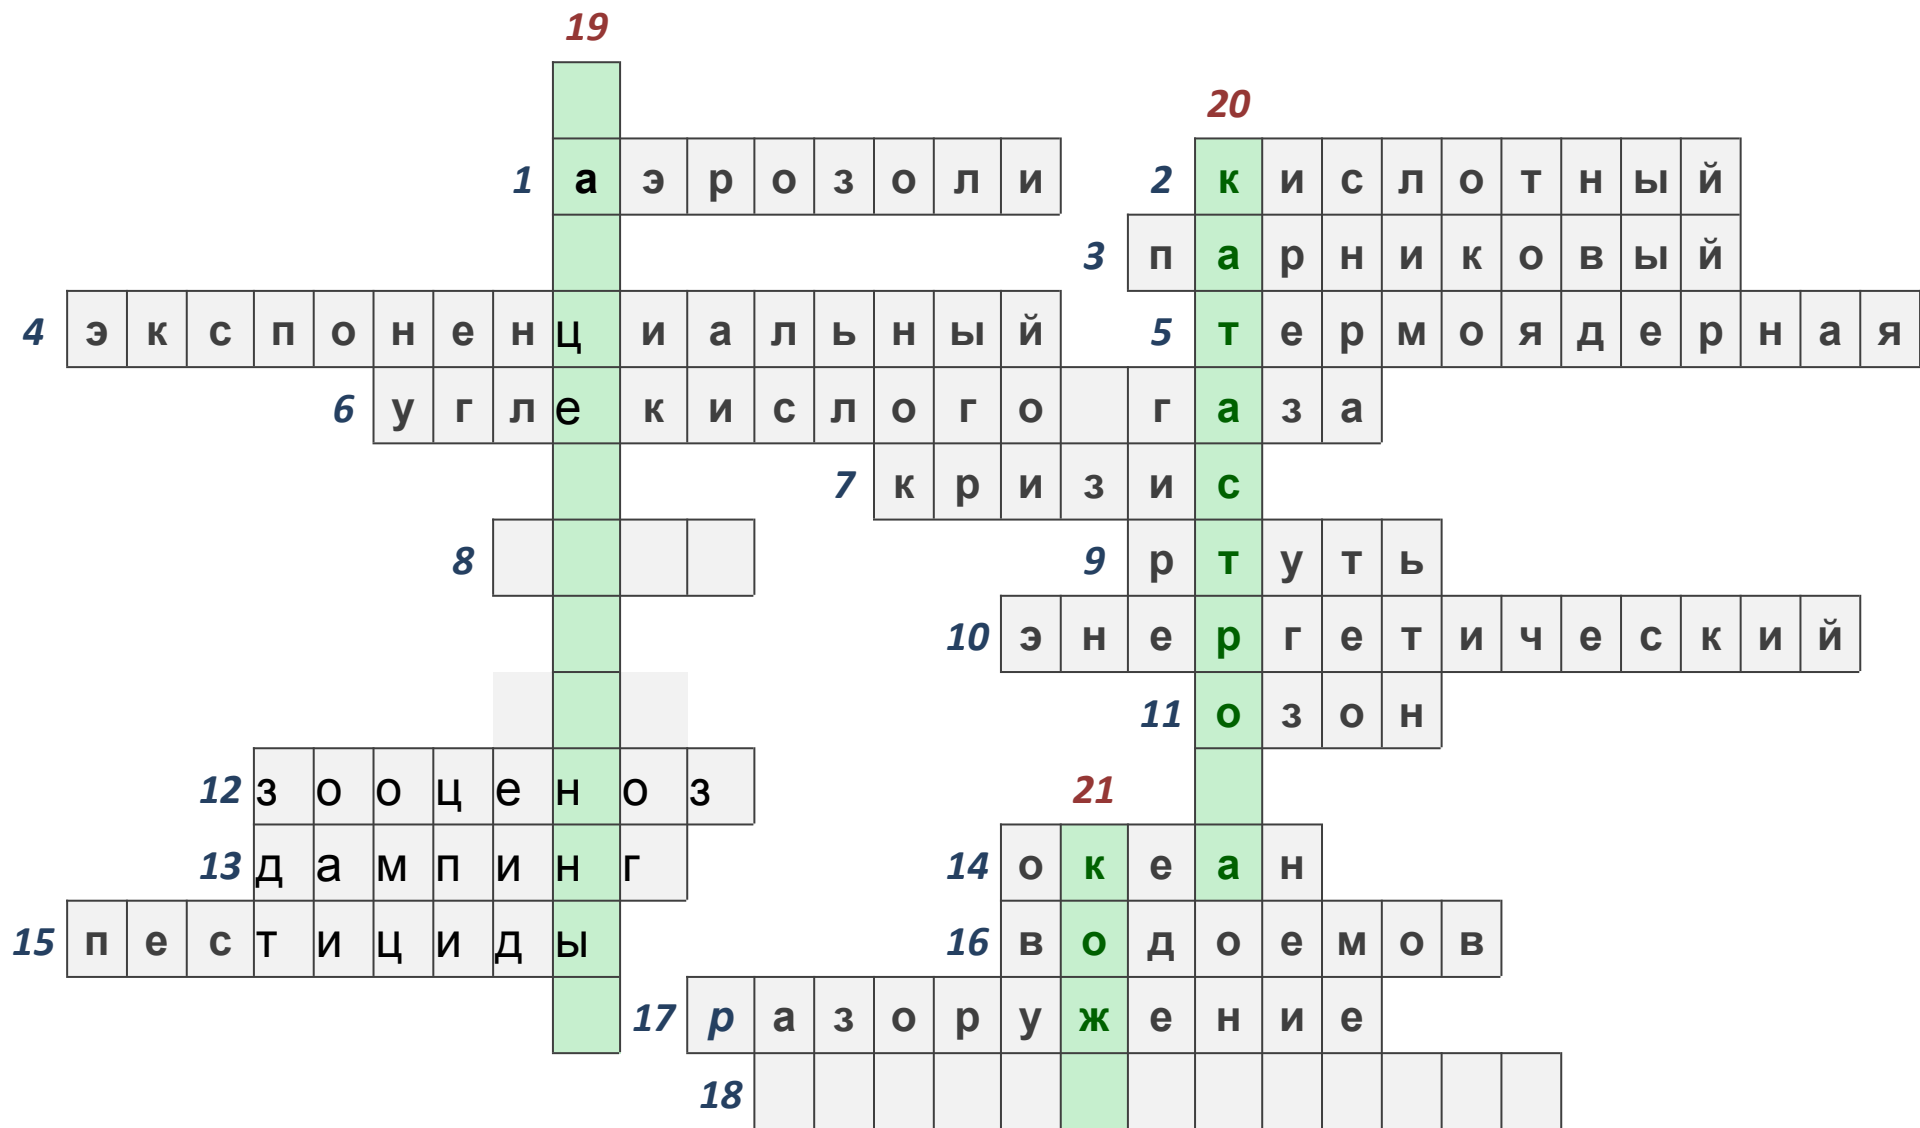 19
20
1 аэрозоли 2 кислотный
3 парниковый
4 экспоненциальный 5 термоядерная
6 углекислого газа
7 кризис
8 9 ртуть
10 энергетический
11 озон
12 зооценоз 21
13 дампинг 14 океан
15 пестициды 16 водоемов
17 разоружение
18